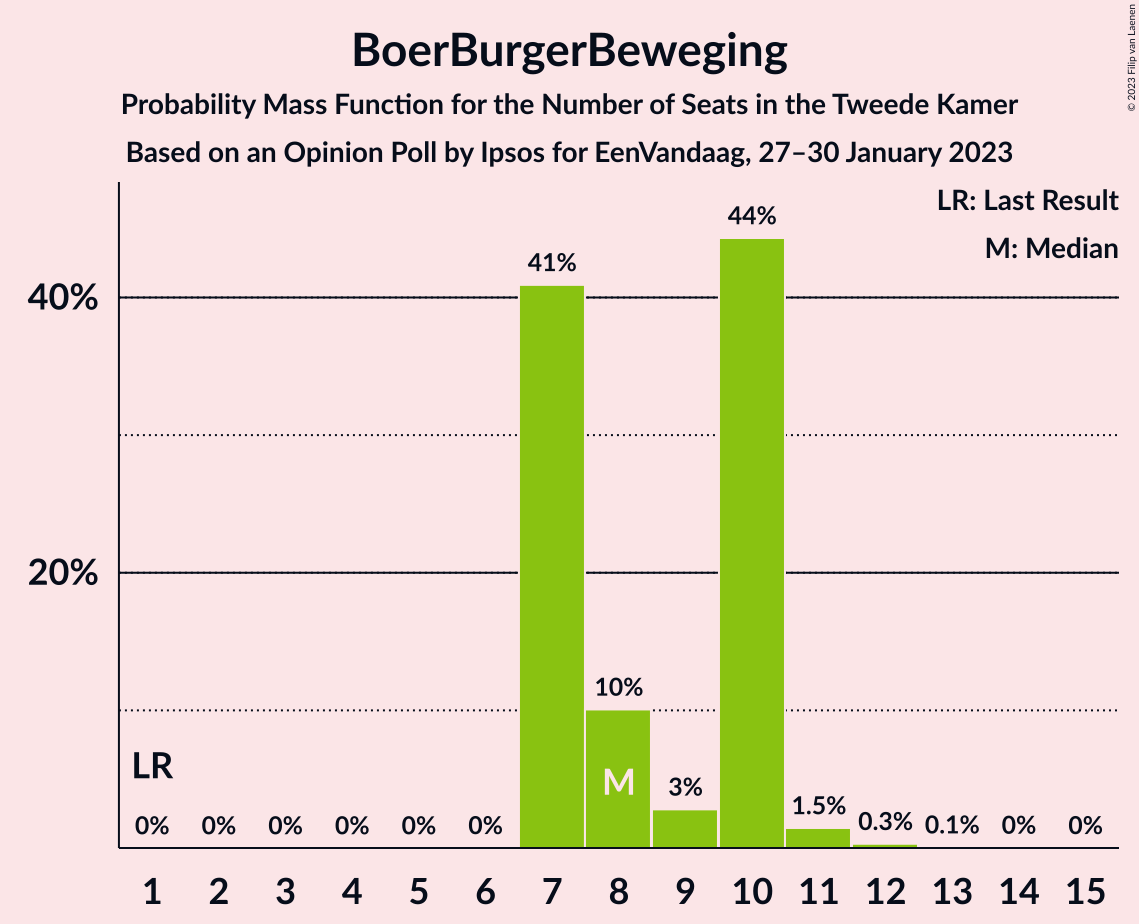 BoerBurgerBeweging
Probability Mass Function for the Number of Seats in the Tweede Kamer
Based on an Opinion Poll by Ipsos for EenVandaag, 27–30 January 2023
© 2023 Filip van Laenen
LR: Last Result
M: Median
40%
20%
44%
41%
10%
LR
M
3%
1.5%
0% 0% 0% 0% 0% 0% 0.3% 0.1% 0% 0%
1 2 3 4 5 6 7 8 9 10 11 12 13 14 15